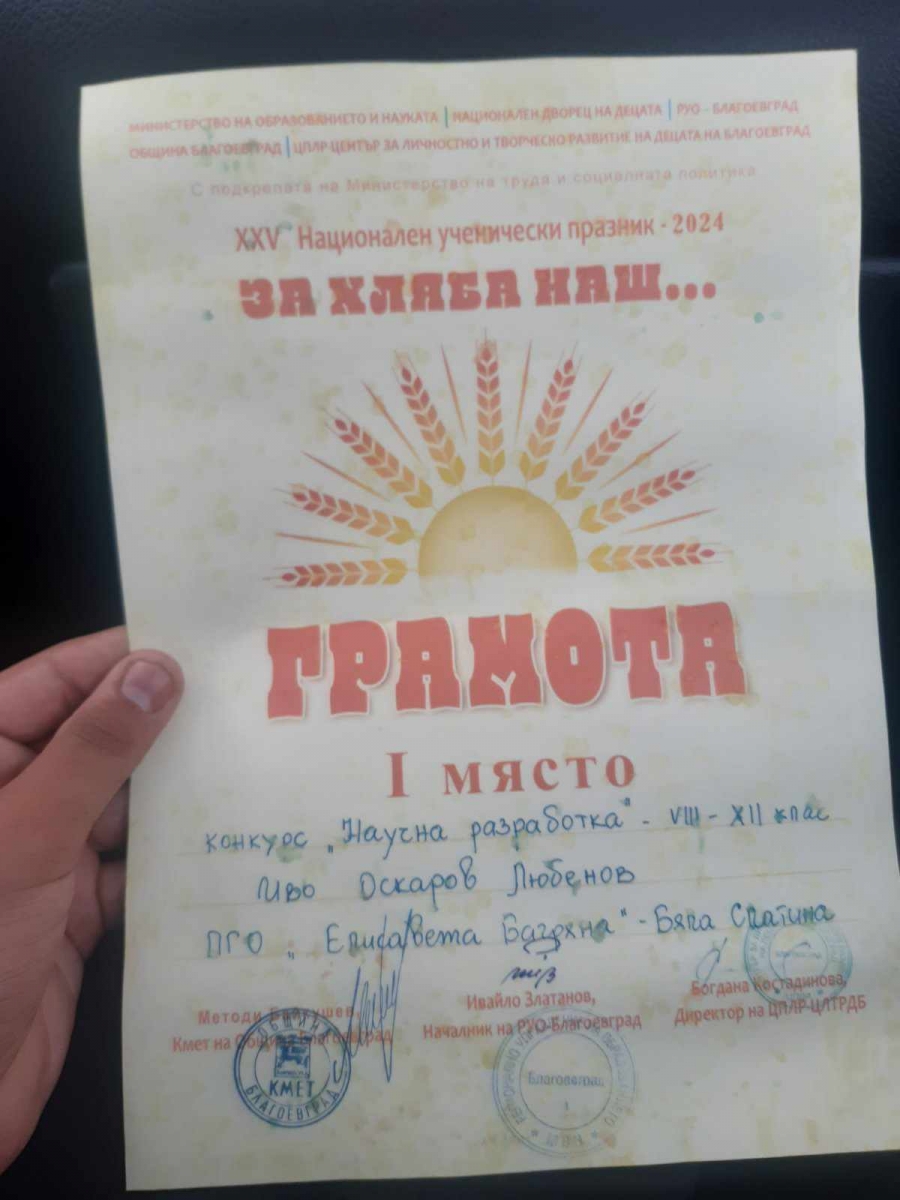 МИНИСТЕРСТВО НА ОБРАЗОВАНИЕТО И НАУКАТА | НАЦИОНАЛЕН ДВОРЕЦ НА ДЕЦАТА | РУО - БЛАГОЕВГРАД
ОБЩИНА БЛАГОЕВГРАД | ЦПЛР-ЦЕНТЪР ЗА ЛИЧНОСТНО И ТВОРЧЕСКО РАЗВИТИЕ НА ДЕЦАТА НА БЛАГОЕВГРАД
С подкрепата на Министерство на труда и социалната политика
XXV Национален ученически празник - 2024
ЗА ХЛЯБА НАШ...
ГРАМОТА
I място
конкурс „Научна разработка" - VIII - XII клас
Иво Оскаров Любенов
ПГО „Елисавета Багряна" - Бяла Слатина
Методи Байкушев,
Кмет на Община Благоевград
Ивайло Златанов,
Началник на РУО-Благоевград
Богдана Костадинова,
Директор на ЦПЛР-ЦЛТРДБ
ОБЩИНА
КМЕТ
БЛАГОЕВГРАД
Благоевград